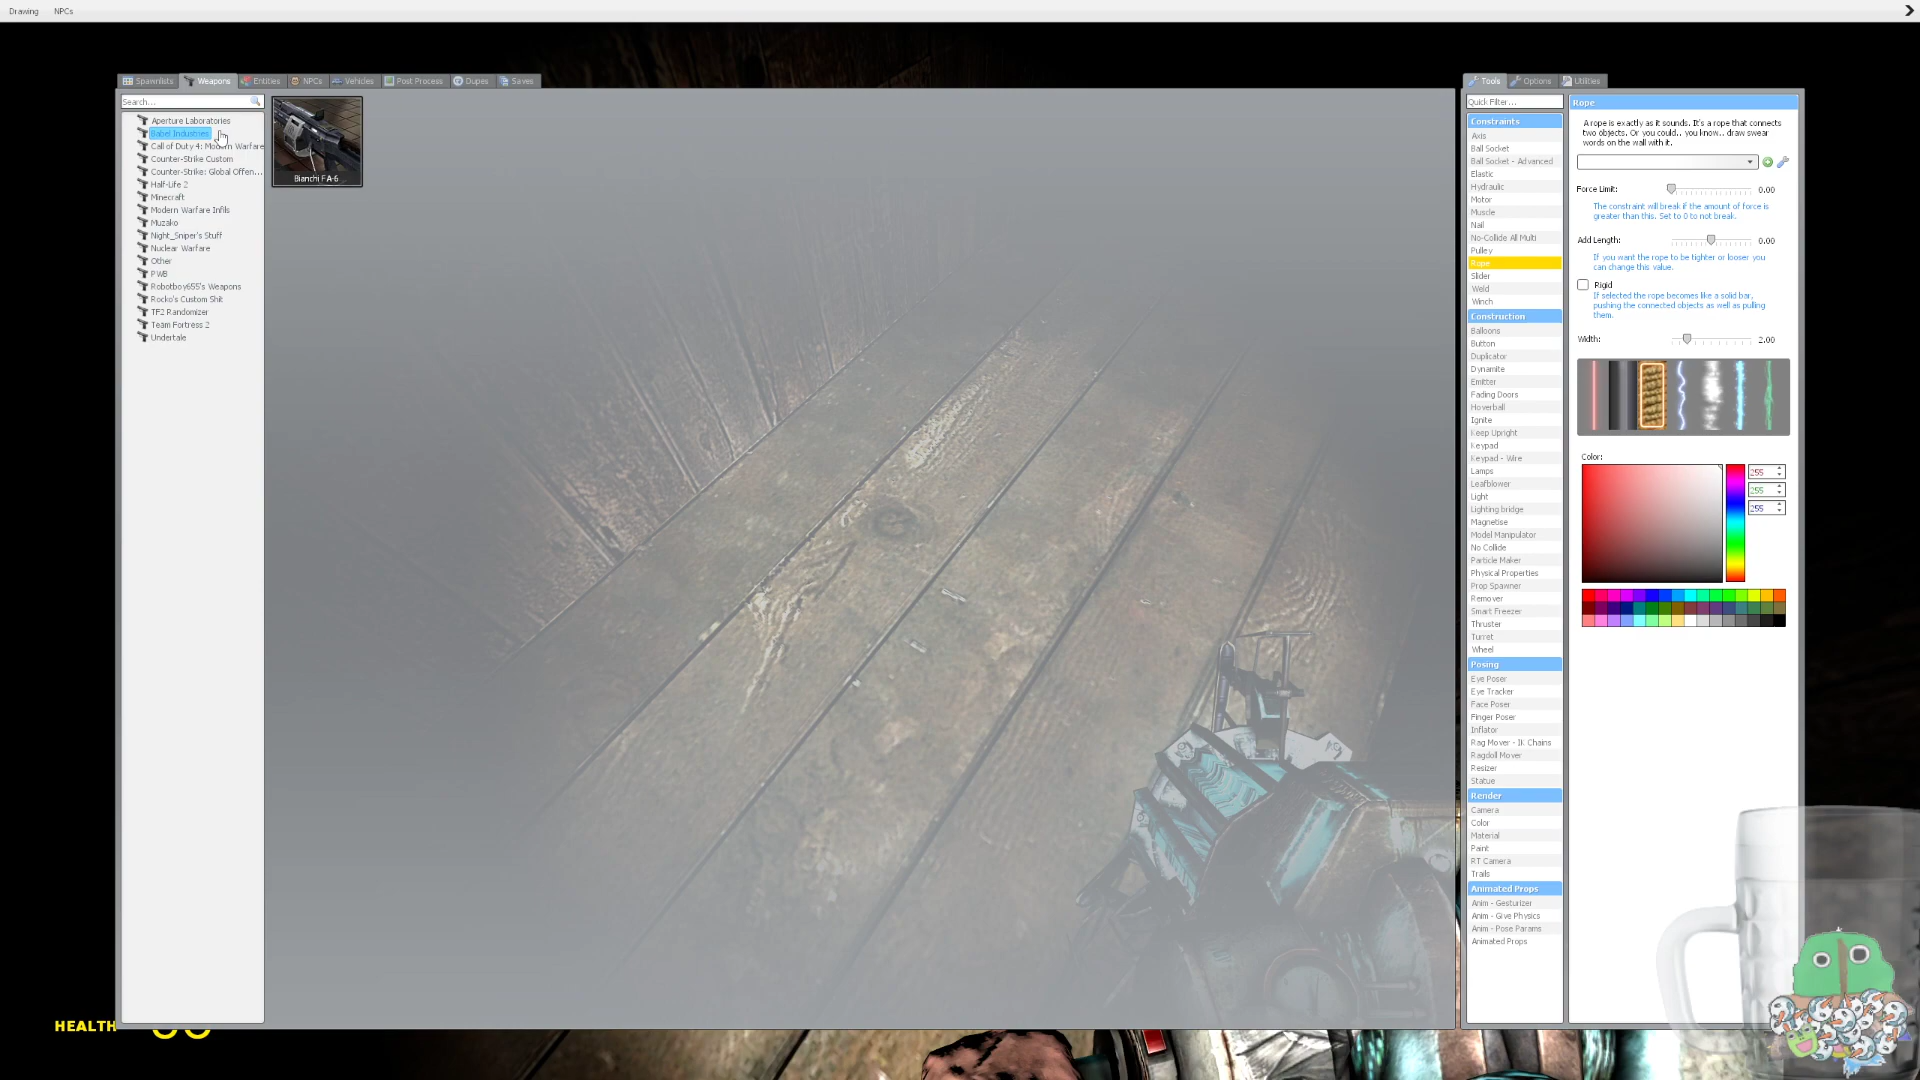 Drawing NPCs
Spawnlists Weapons Entities NPCs Vehicles Post Process Dupes Saves
Search...
Aperture Laboratories
Babel Industries
Call of Duty 4: Modern Warfare
Counter-Strike Custom
Counter-Strike: Global Offen...
Half-Life 2
Minecraft
Modern Warfare Infils
Muzako
Night_Sniper's Stuff
Nuclear Warfare
Other
PWB
Robotboy655's Weapons
Rocko's Custom Shit
TF2 Randomizer
Team Fortress 2
Undertale
Bianchi FA-6
HEALTH
Tools Options Utilities
Quick Filter...
Constraints
Axis
Ball Socket
Ball Socket - Advanced
Elastic
Hydraulic
Motor
Muscle
Nail
No-Collide All Multi
Pulley
Rope
Slider
Weld
Winch
Construction
Balloons
Button
Duplicator
Dynamite
Emitter
Fading Doors
Hoverball
Ignite
Keep Upright
Keypad
Keypad - Wire
Lamps
Leafblower
Light
Lighting bridge
Magnetise
Model Manipulator
No Collide
Particle Maker
Physical Properties
Prop Spawner
Remover
Smart Freezer
Thruster
Turret
Wheel
Posing
Eye Poser
Eye Tracker
Face Poser
Finger Poser
Inflator
Rag Mover - IK Chains
Ragdoll Mover
Resizer
Statue
Render
Camera
Color
Material
Paint
RT Camera
Trails
Animated Props
Anim - Gesturizer
Anim - Give Physics
Anim - Pose Params
Animated Props
Rope
A rope is exactly as it sounds. It's a rope that connects
two objects. Or you could.. you know.. draw swear
words on the wall with it.
Force Limit: 0.00
The constraint will break if the amount of force is
greater than this. Set to 0 to not break.
Add Length: 0.00
If you want the rope to be tighter or looser you
can change this value.
Rigid
If selected the rope becomes like a solid bar,
pushing the connected objects as well as pulling
them.
Width: 2.00
Color:
255
255
255